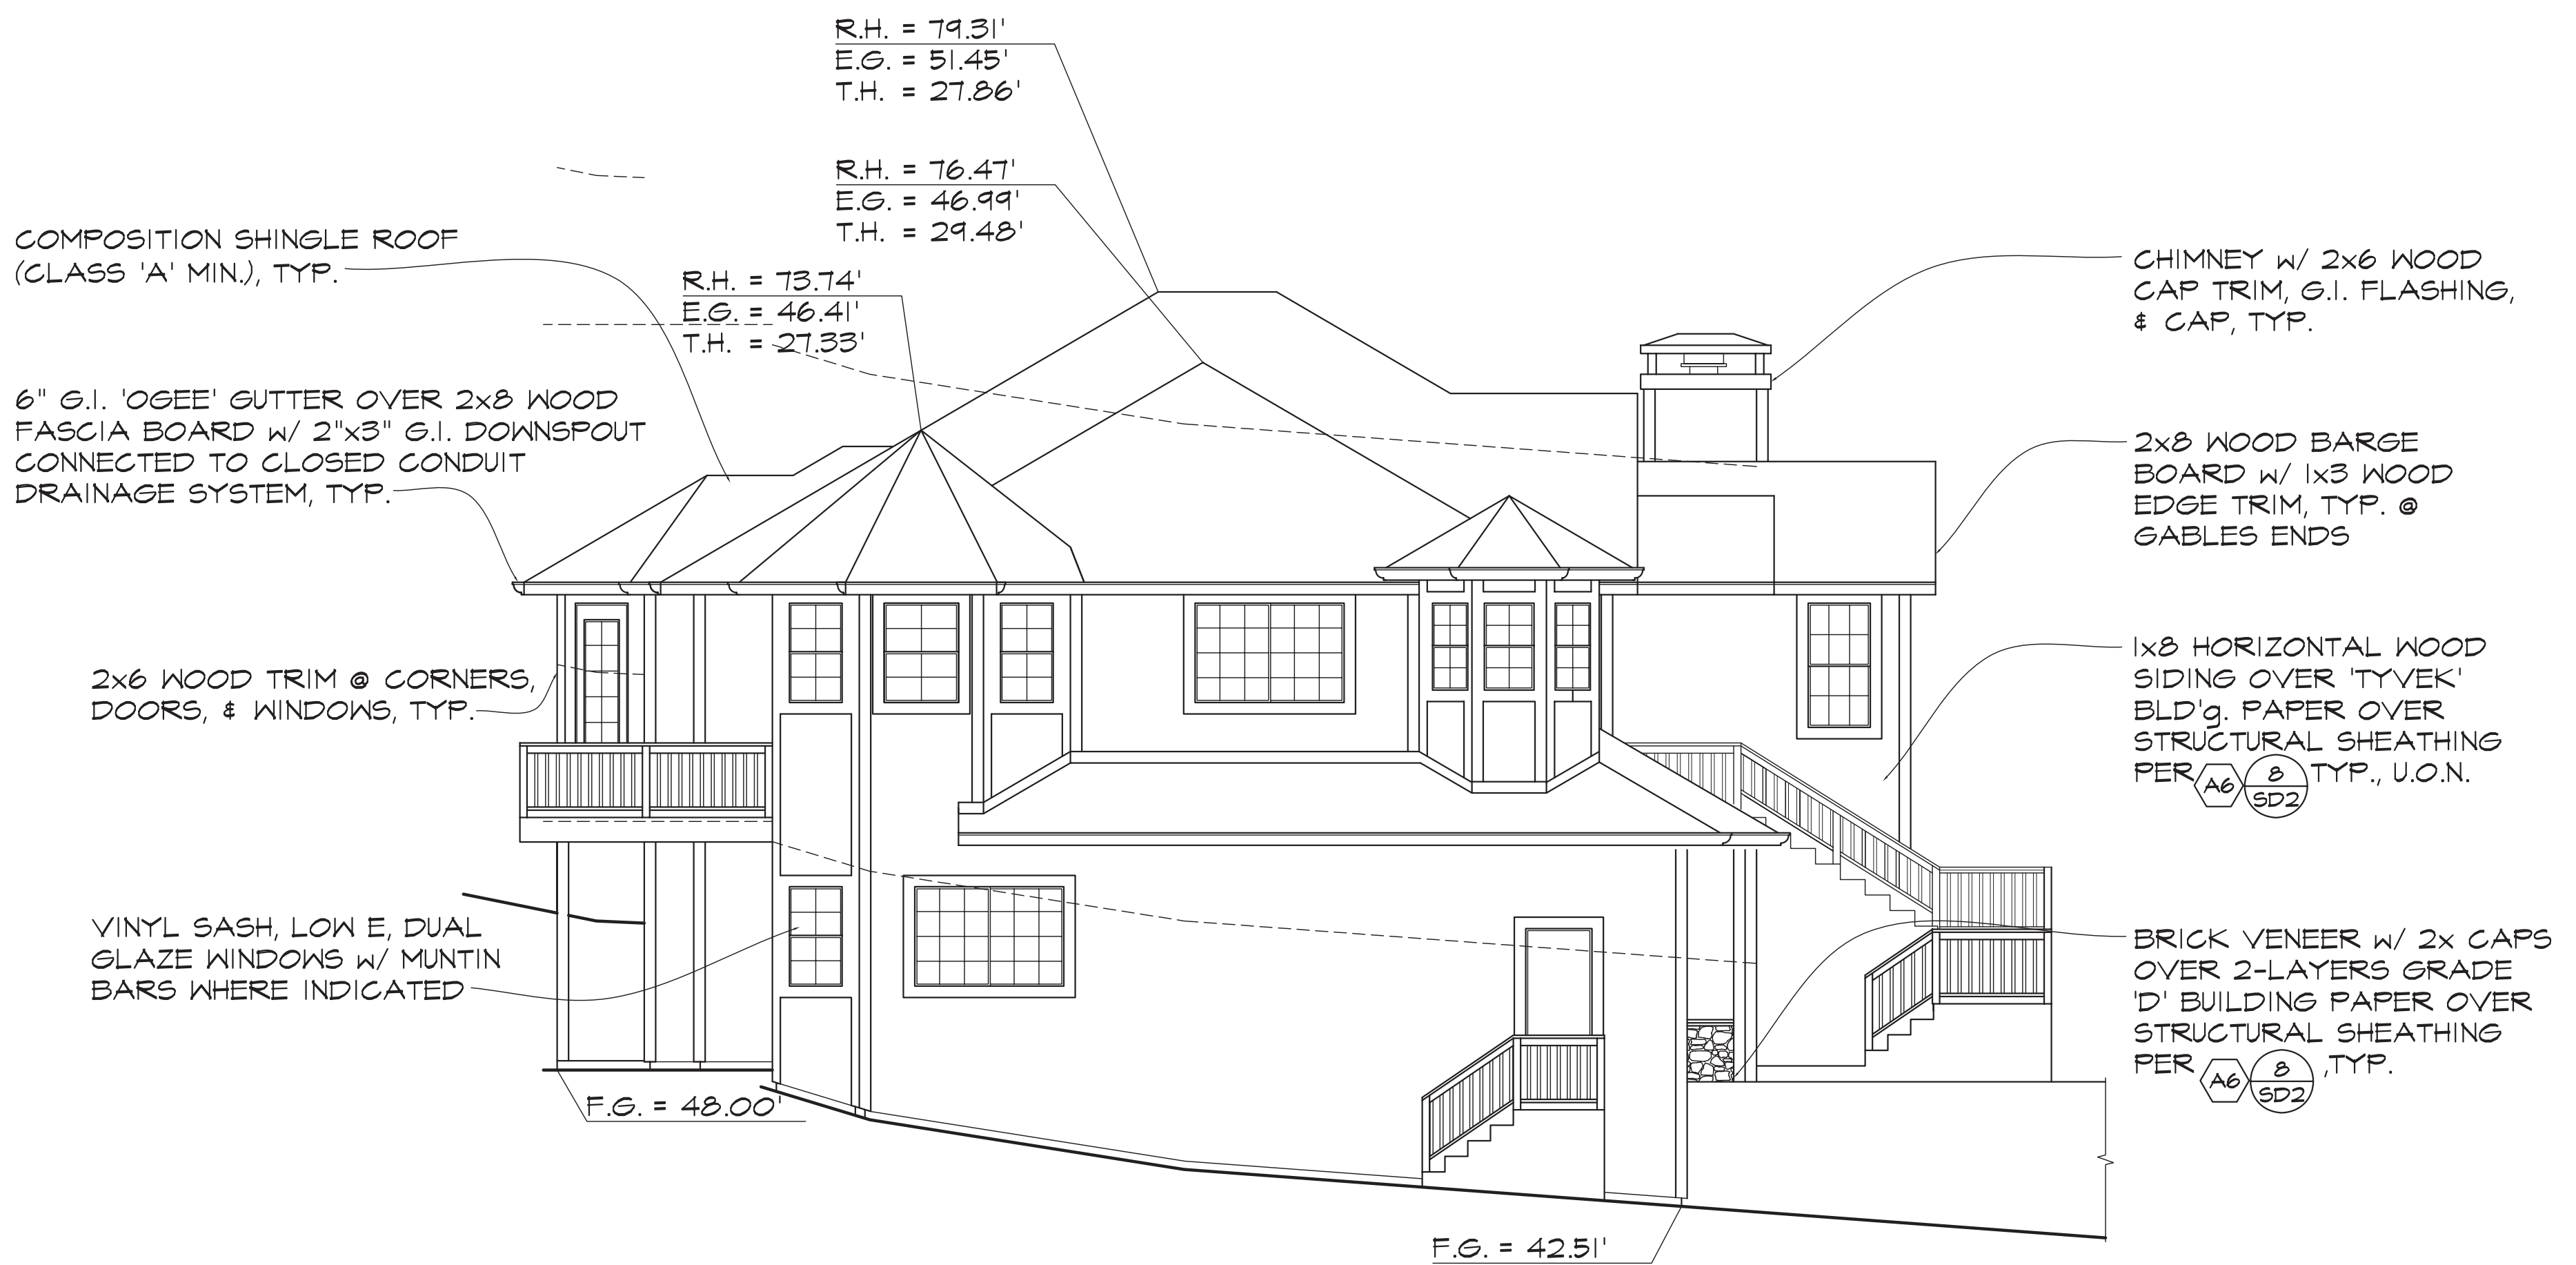 R.H. = 79.31'
E.G. = 51.45'
T.H. = 27.86'
R.H. = 76.47'
E.G. = 46.99'
T.H. = 29.48'
R.H. = 73.74'
E.G. = 46.41'
T.H. = 27.33'
COMPOSITION SHINGLE ROOF
(CLASS 'A' MIN.), TYP.
6" G.I. 'OGEE' GUTTER OVER 2x8 WOOD
FASCIA BOARD w/ 2"x3" G.I. DOWNSPOUT
CONNECTED TO CLOSED CONDUIT
DRAINAGE SYSTEM, TYP.
2x6 WOOD TRIM @ CORNERS,
DOORS, & WINDOWS, TYP.
VINYL SASH, LOW E, DUAL
GLAZE WINDOWS w/ MUNTIN
BARS WHERE INDICATED
F.G. = 48.00'
F.G. = 42.51'
CHIMNEY w/ 2x6 WOOD
CAP TRIM, G.I. FLASHING,
& CAP, TYP.
2x8 WOOD BARGE
BOARD w/ 1x3 WOOD
EDGE TRIM, TYP. @
GABLES ENDS
1x8 HORIZONTAL WOOD
SIDING OVER 'TYVEK'
BLD'g. PAPER OVER
STRUCTURAL SHEATHING
PER A6 8 SD2 TYP., U.O.N.
BRICK VENEER w/ 2x CAPS
OVER 2-LAYERS GRADE
'D' BUILDING PAPER OVER
STRUCTURAL SHEATHING
PER A6 8 SD2 ,TYP.